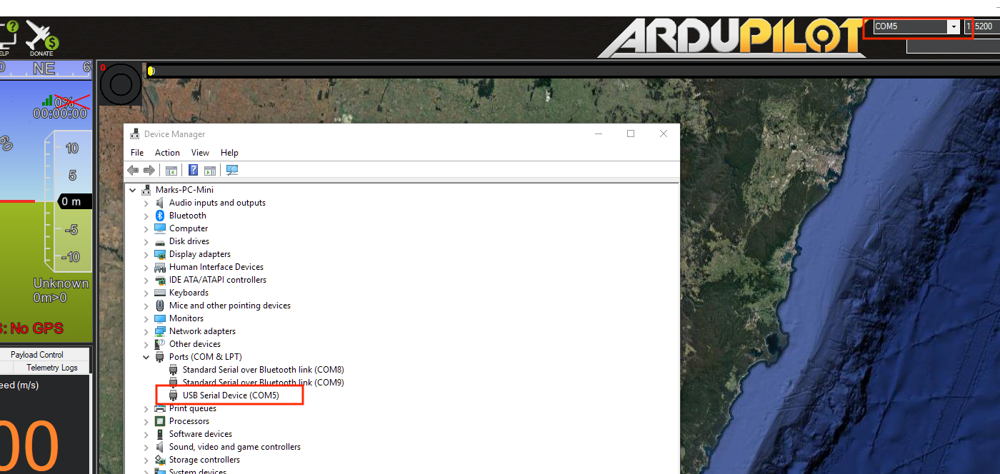 ARDUPILOT
COM5
115200
ELP
DONATE
0
NE
6
0
0%
00:00:00
10
5
0 m
-5
-10
Unknown
0m>0
S: No GPS
Payload Control
Telemetry Logs
eed (m/s)
00
Device Manager
File Action View Help
Marks-PC-Mini
Audio inputs and outputs
Bluetooth
Computer
Disk drives
Display adapters
Human Interface Devices
IDE ATA/ATAPI controllers
Keyboards
Mice and other pointing devices
Monitors
Network adapters
Other devices
Ports (COM & LPT)
Standard Serial over Bluetooth link (COM8)
Standard Serial over Bluetooth link (COM9)
USB Serial Device (COM5)
Print queues
Processors
Software devices
Sound, video and game controllers
Storage controllers
System devices